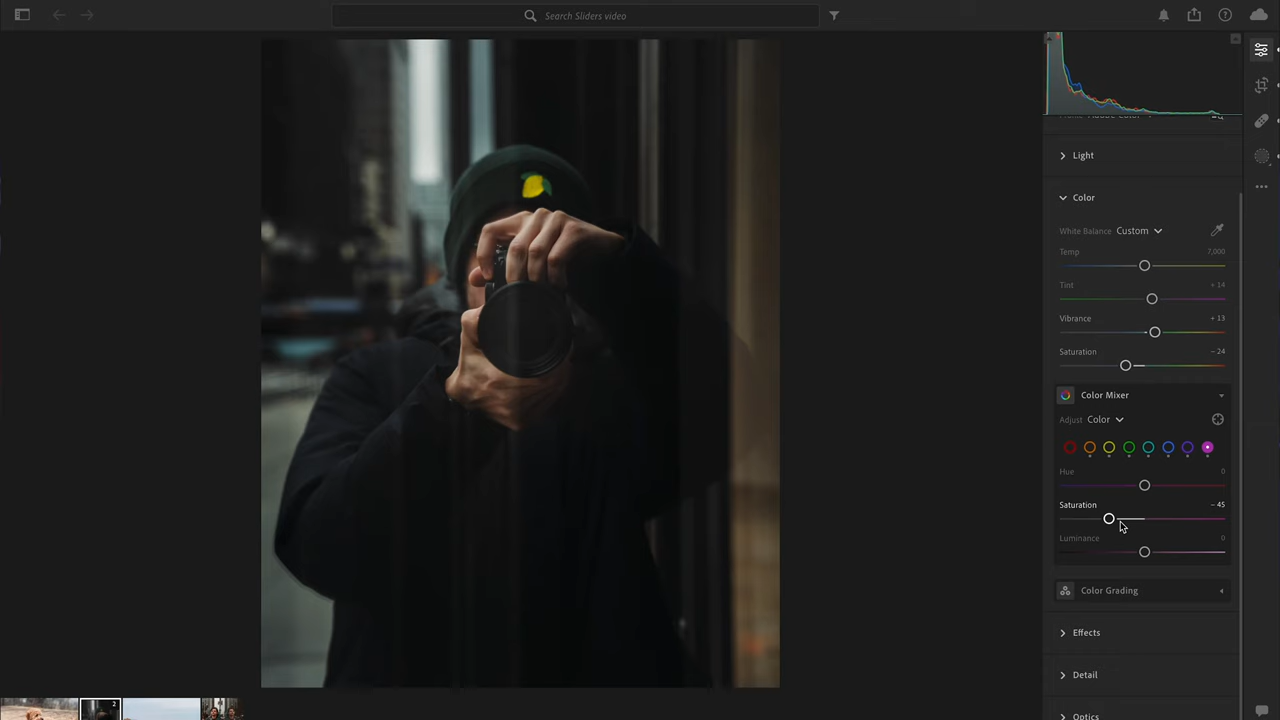 Search Sliders video
Light
Color
White Balance Custom
Temp 7,000
Tint + 14
Vibrance + 13
Saturation − 24
Color Mixer
Adjust Color
Hue 0
Saturation − 45
Luminance 0
Color Grading
Effects
Detail
Optics
2